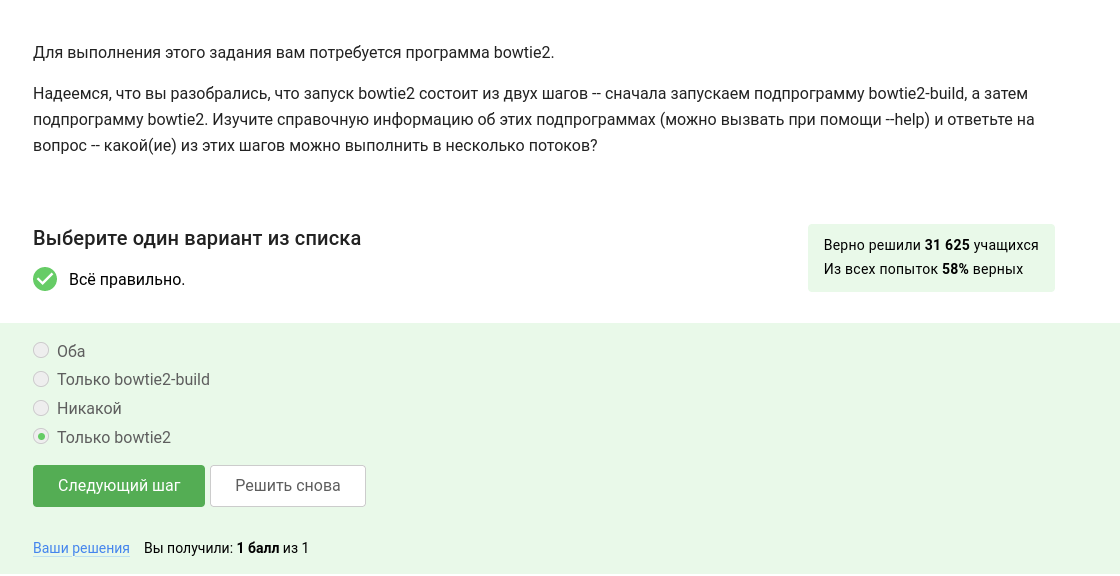 Для выполнения этого задания вам потребуется программа bowtie2.
Надеемся, что вы разобрались, что запуск bowtie2 состоит из двух шагов -- сначала запускаем подпрограмму bowtie2-build, а затем
подпрограмму bowtie2. Изучите справочную информацию об этих подпрограммах (можно вызвать при помощи --help) и ответьте на
вопрос -- какой(ие) из этих шагов можно выполнить в несколько потоков?
Выберите один вариант из списка
Всё правильно.
Верно решили 31 625 учащихся
Из всех попыток 58% верных
Оба
Только bowtie2-build
Никакой
Только bowtie2
Следующий шаг
Решить снова
Ваши решения Вы получили: 1 балл из 1